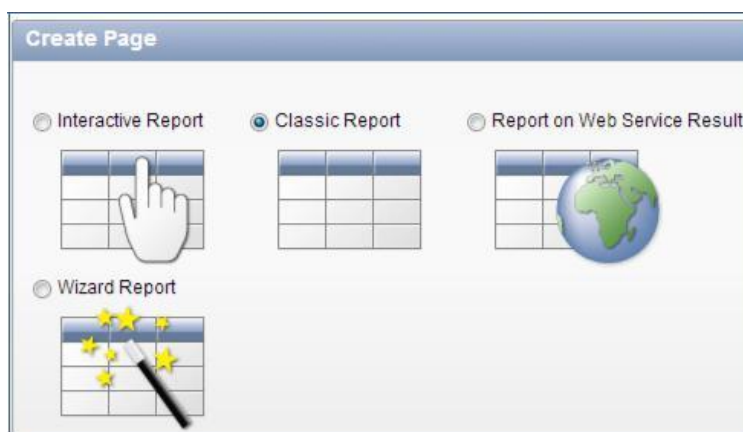 Create Page
Interactive Report
Classic Report
Report on Web Service Result
Wizard Report